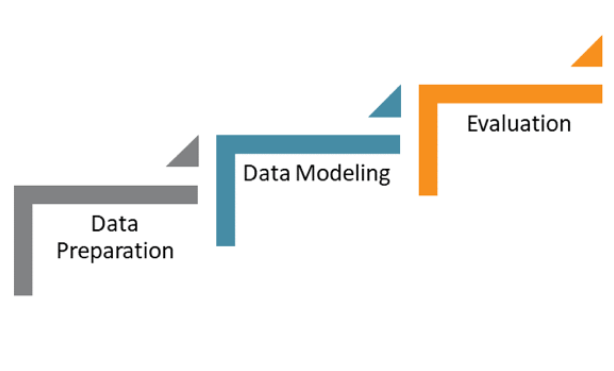 Data
Preparation
Data Modeling
Evaluation